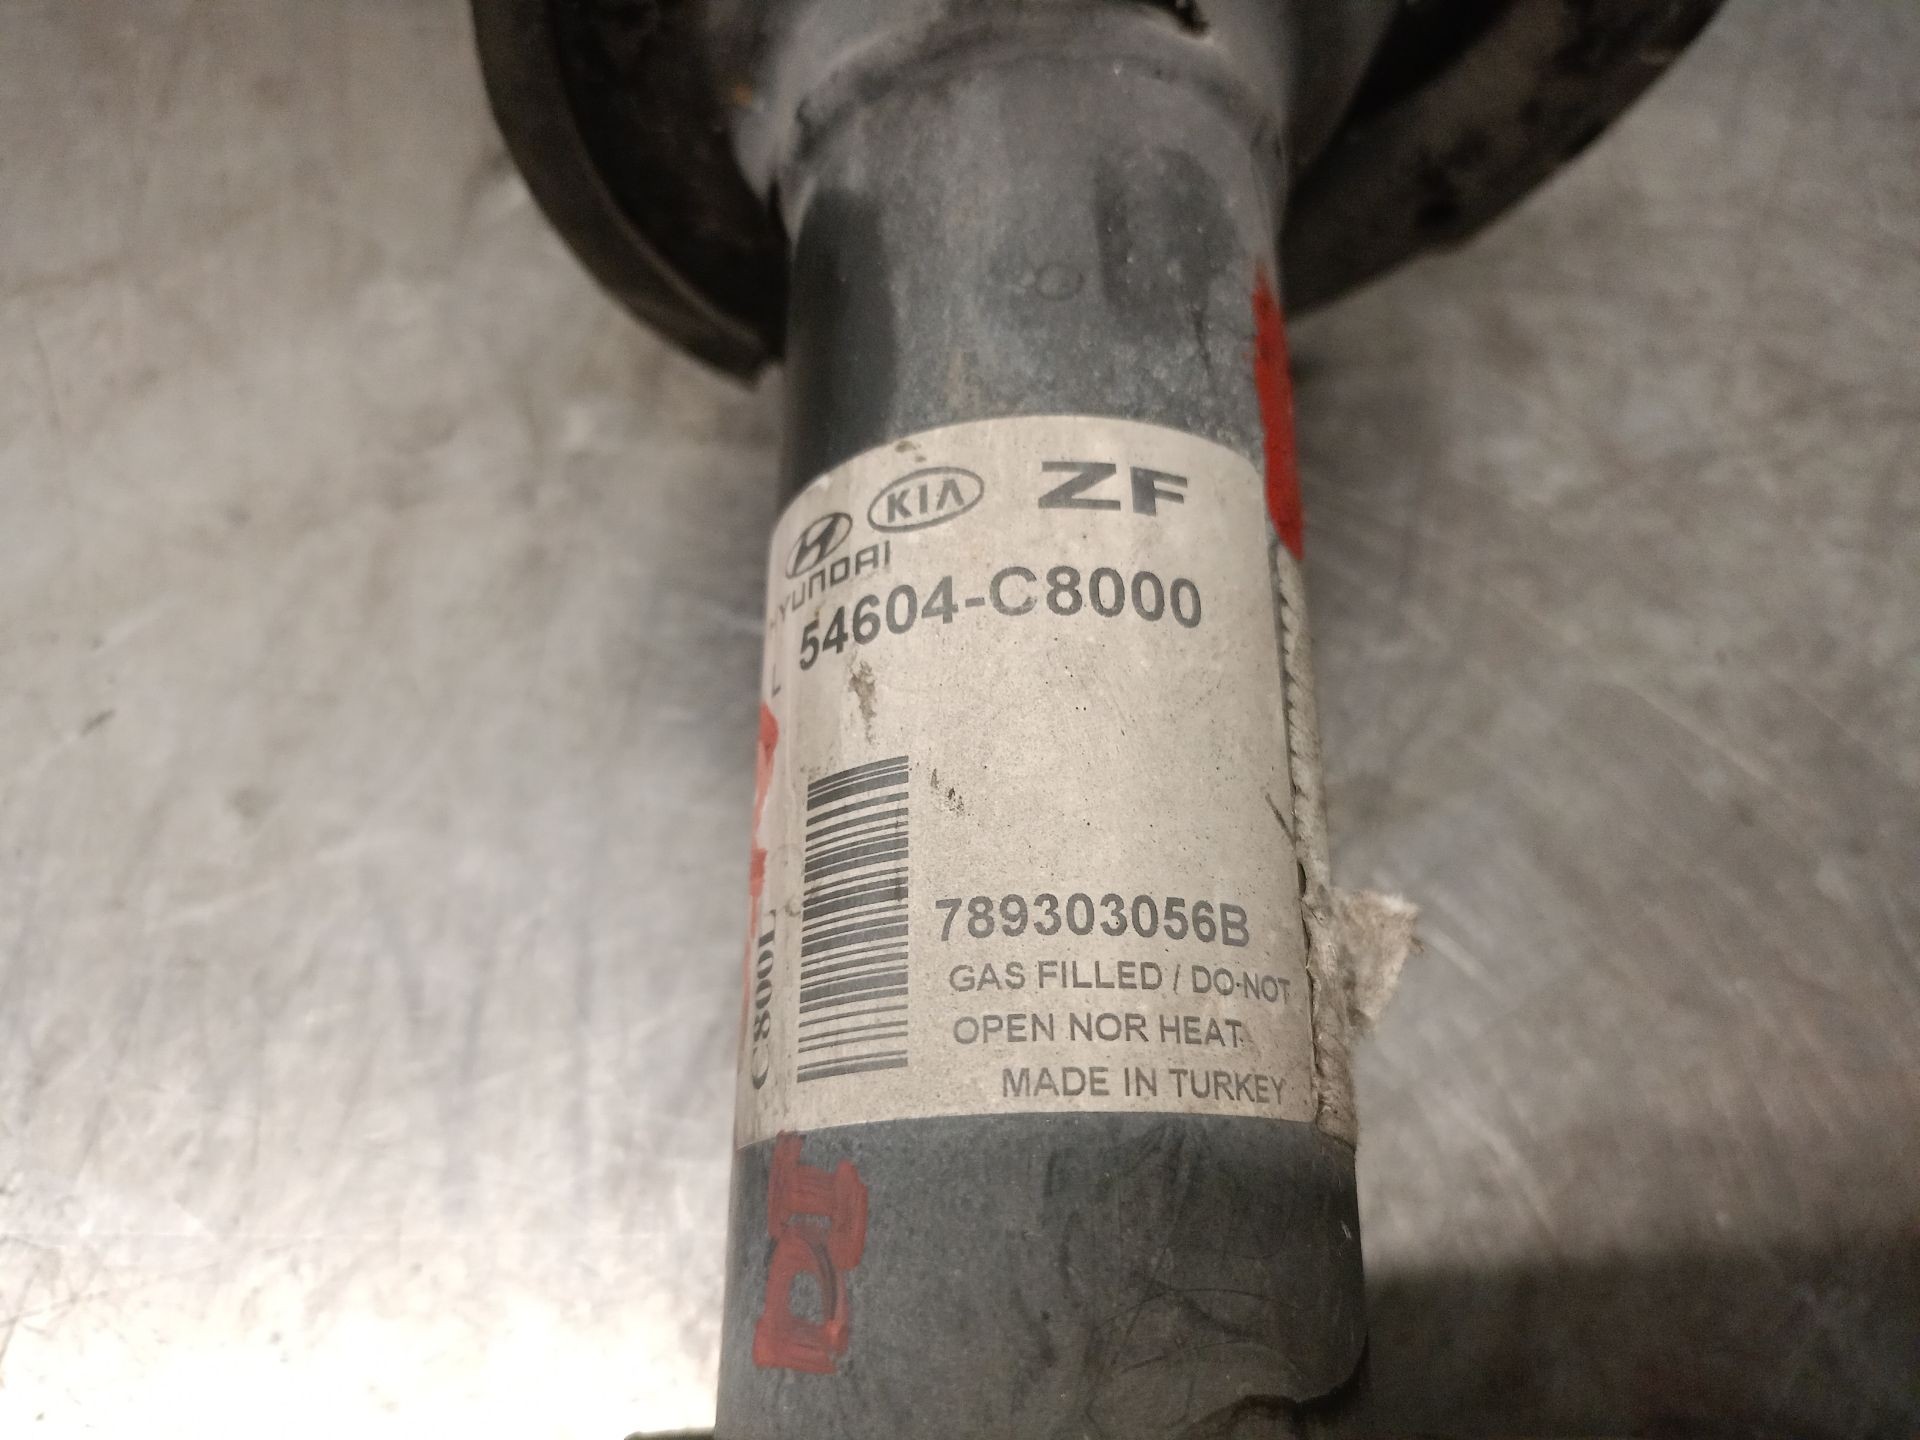 KIA ZF
HYUNDAI
54604-C8000
L
C800L
789303056B
GAS FILLED / DO NOT
OPEN NOR HEAT
MADE IN TURKEY